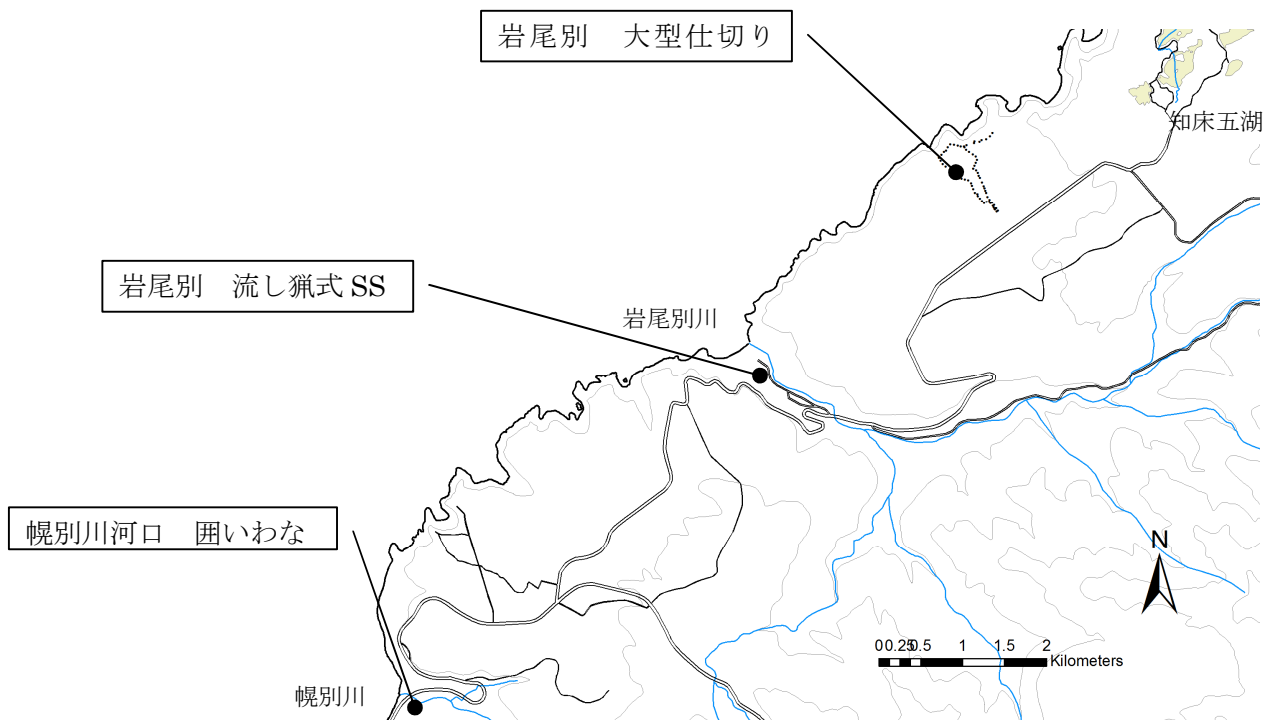 岩尾別　大型仕切り
知床五湖
岩尾別　流し猟式 SS
岩尾別川
幌別川河口　囲いわな
N
0 0.25 0.5 1 1.5 2
Kilometers
幌別川